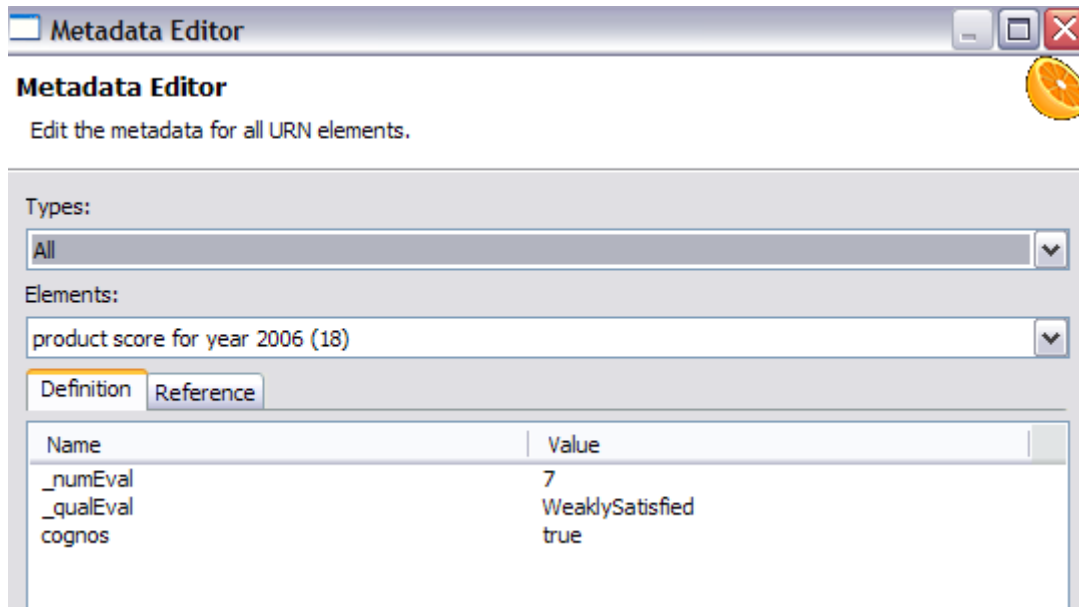 Metadata Editor
Metadata Editor
Edit the metadata for all URN elements.
Types:
All
Elements:
product score for year 2006 (18)
Definition Reference
Name Value
_numEval 7
_qualEval WeaklySatisfied
cognos true